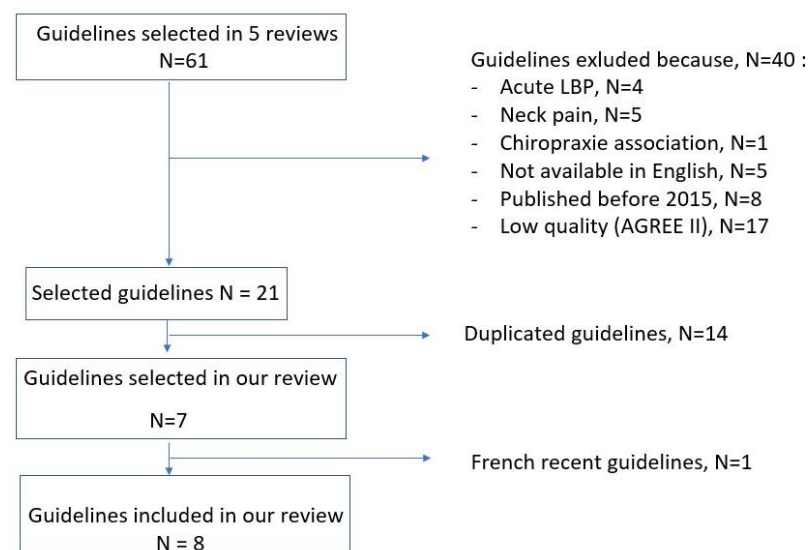 Guidelines selected in 5 reviews
N=61
Guidelines exluded because, N=40 :
- Acute LBP, N=4
- Neck pain, N=5
- Chiropraxie association, N=1
- Not available in English, N=5
- Published before 2015, N=8
- Low quality (AGREE II), N=17
Selected guidelines N = 21
Duplicated guidelines, N=14
Guidelines selected in our review
N=7
French recent guidelines, N=1
Guidelines included in our review
N = 8